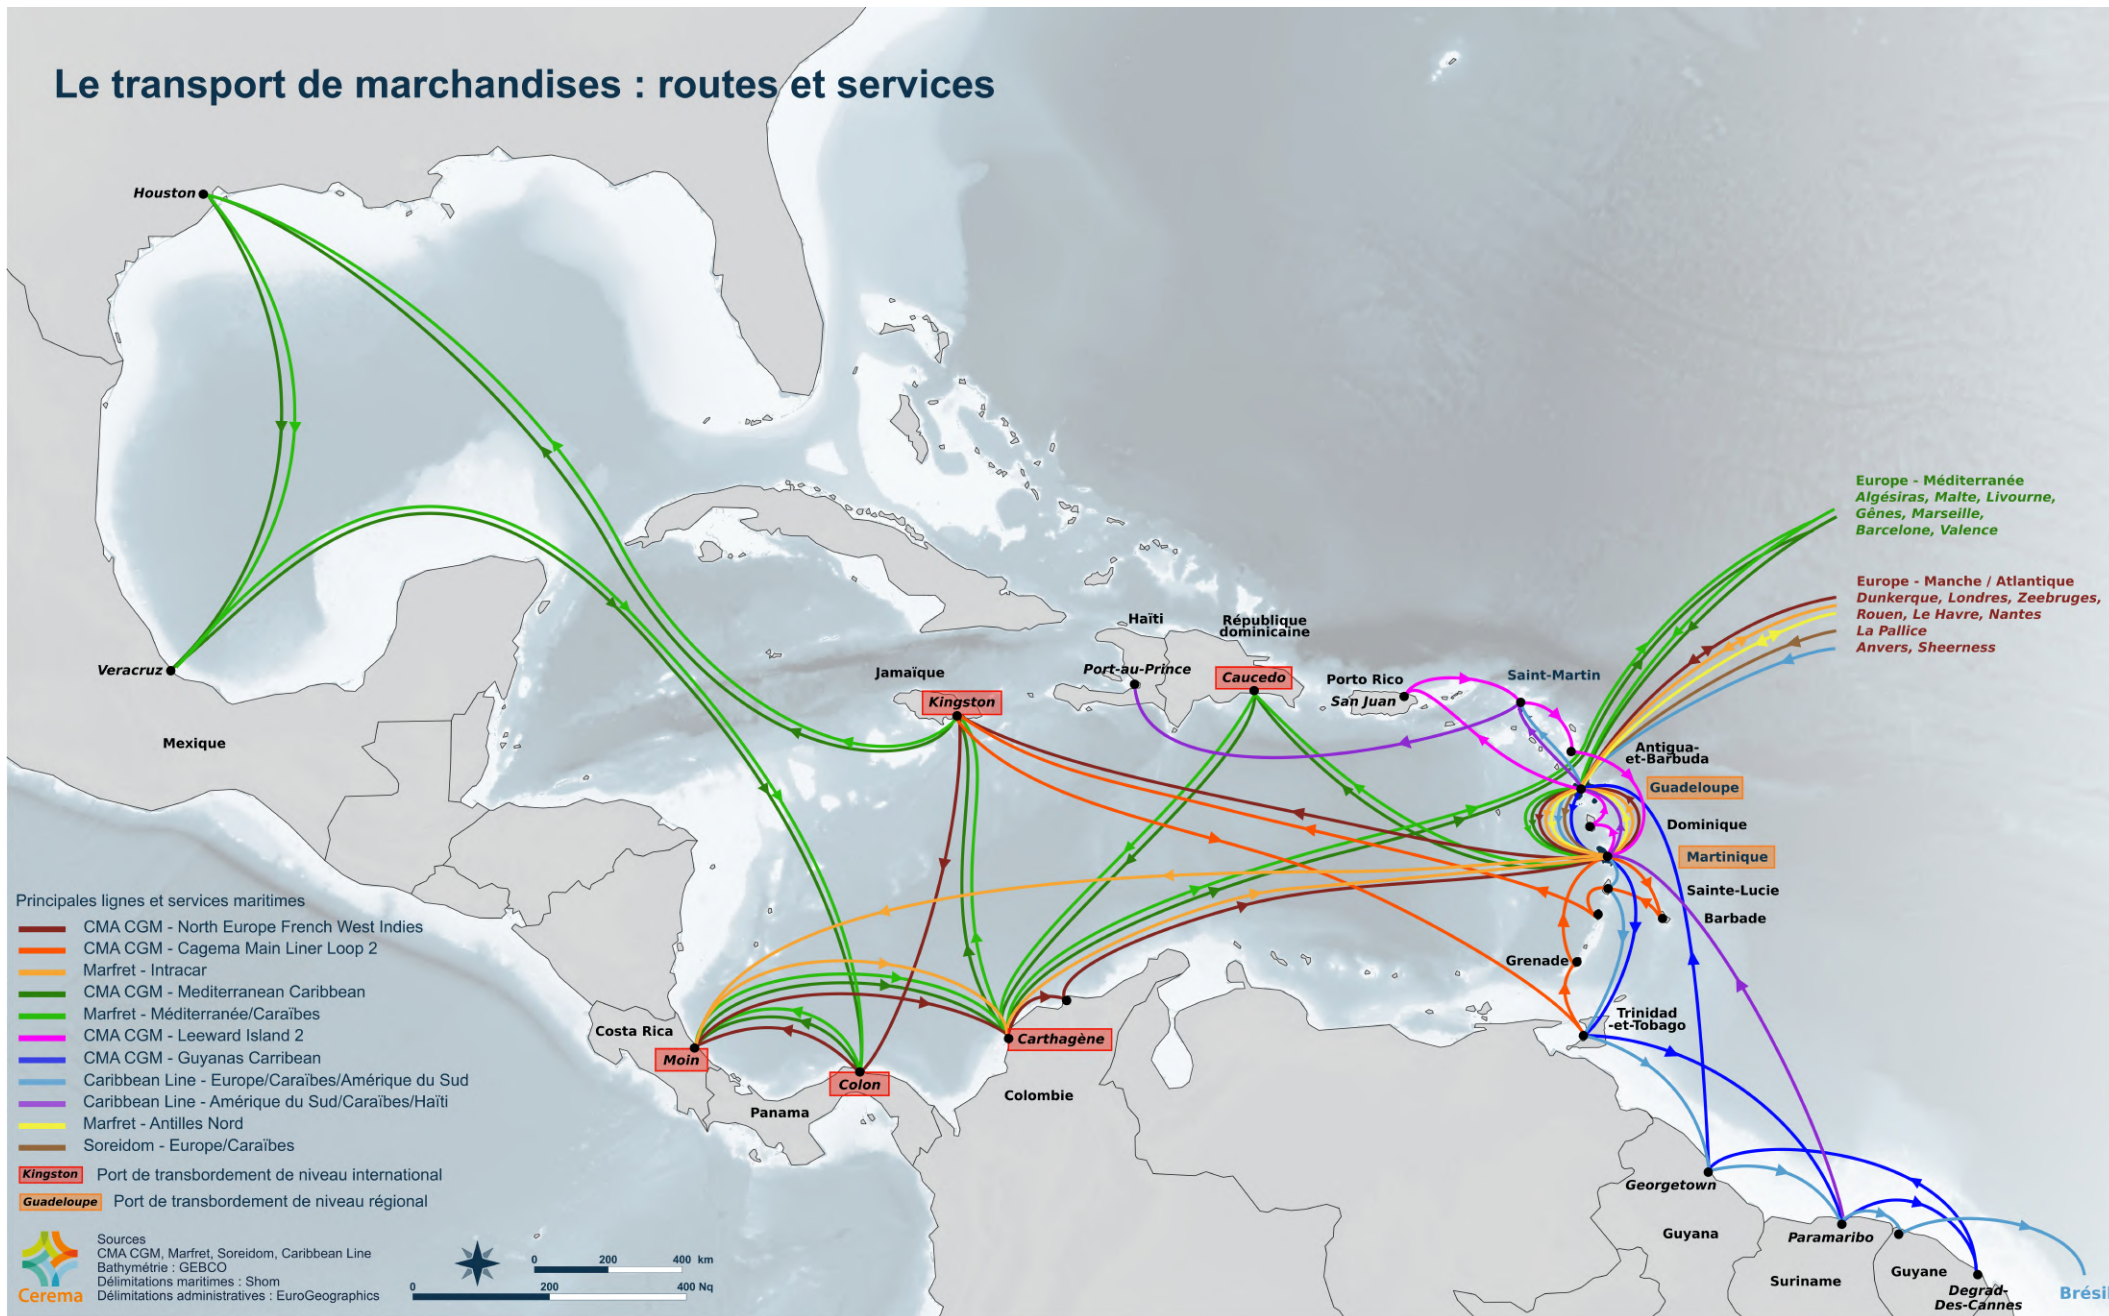 Le transport de marchandises : routes et services
Houston
Veracruz
Mexique
Jamaïque
Kingston
Haïti
Port-au-Prince
République
dominicaine
Caucedo
Porto Rico
San Juan
Saint-Martin
Antigua-
et-Barbuda
Guadeloupe
Dominique
Martinique
Sainte-Lucie
Barbade
Grenade
Trinidad
-et-Tobago
Europe - Méditerranée
Algésiras, Malte, Livourne,
Gênes, Marseille,
Barcelone, Valence
Europe - Manche / Atlantique
Dunkerque, Londres, Zeebruges,
Rouen, Le Havre, Nantes
La Pallice
Anvers, Sheerness
Costa Rica
Moin
Colon
Panama
Carthagène
Colombie
Georgetown
Guyana
Paramaribo
Suriname
Guyane
Degrad-
Des-Cannes
Brésil
Principales lignes et services maritimes
CMA CGM - North Europe French West Indies
CMA CGM - Cagema Main Liner Loop 2
Marfret - Intracar
CMA CGM - Mediterranean Caribbean
Marfret - Méditerranée/Caraïbes
CMA CGM - Leeward Island 2
CMA CGM - Guyanas Carribean
Caribbean Line - Europe/Caraïbes/Amérique du Sud
Caribbean Line - Amérique du Sud/Caraïbes/Haïti
Marfret - Antilles Nord
Soreidom - Europe/Caraïbes
Kingston Port de transbordement de niveau international
Guadeloupe Port de transbordement de niveau régional
Cerema
Sources
CMA CGM, Marfret, Soreidom, Caribbean Line
Bathymétrie : GEBCO
Délimitations maritimes : Shom
Délimitations administratives : EuroGeographics
0 200 400 km
0 200 400 Nq